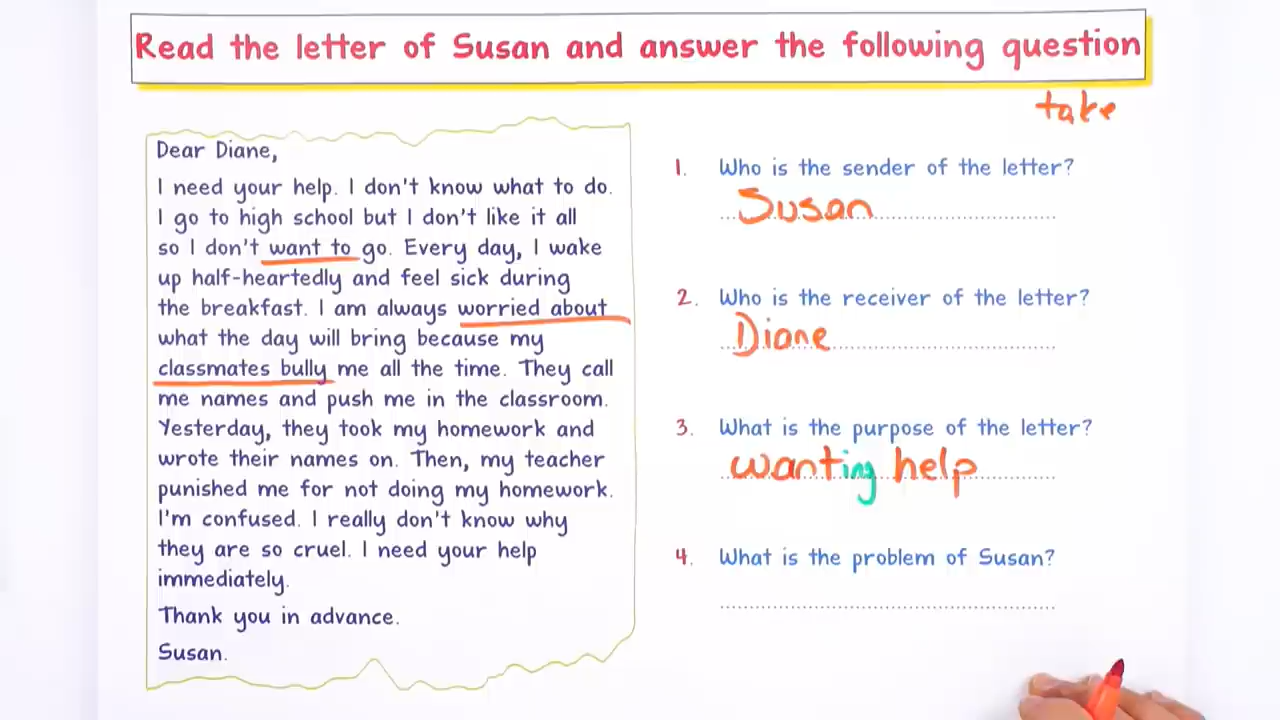 Read the letter of Susan and answer the following question
take
Dear Diane,
I need your help. I don't know what to do.
I go to high school but I don't like it all
so I don't want to go. Every day, I wake
up half-heartedly and feel sick during
the breakfast. I am always worried about
what the day will bring because my
classmates bully me all the time. They call
me names and push me in the classroom.
Yesterday, they took my homework and
wrote their names on. Then, my teacher
punished me for not doing my homework.
I'm confused. I really don't know why
they are so cruel. I need your help
immediately.
Thank you in advance.
Susan.
1. Who is the sender of the letter?
Susan
2. Who is the receiver of the letter?
Diane
3. What is the purpose of the letter?
wanting help
4. What is the problem of Susan?